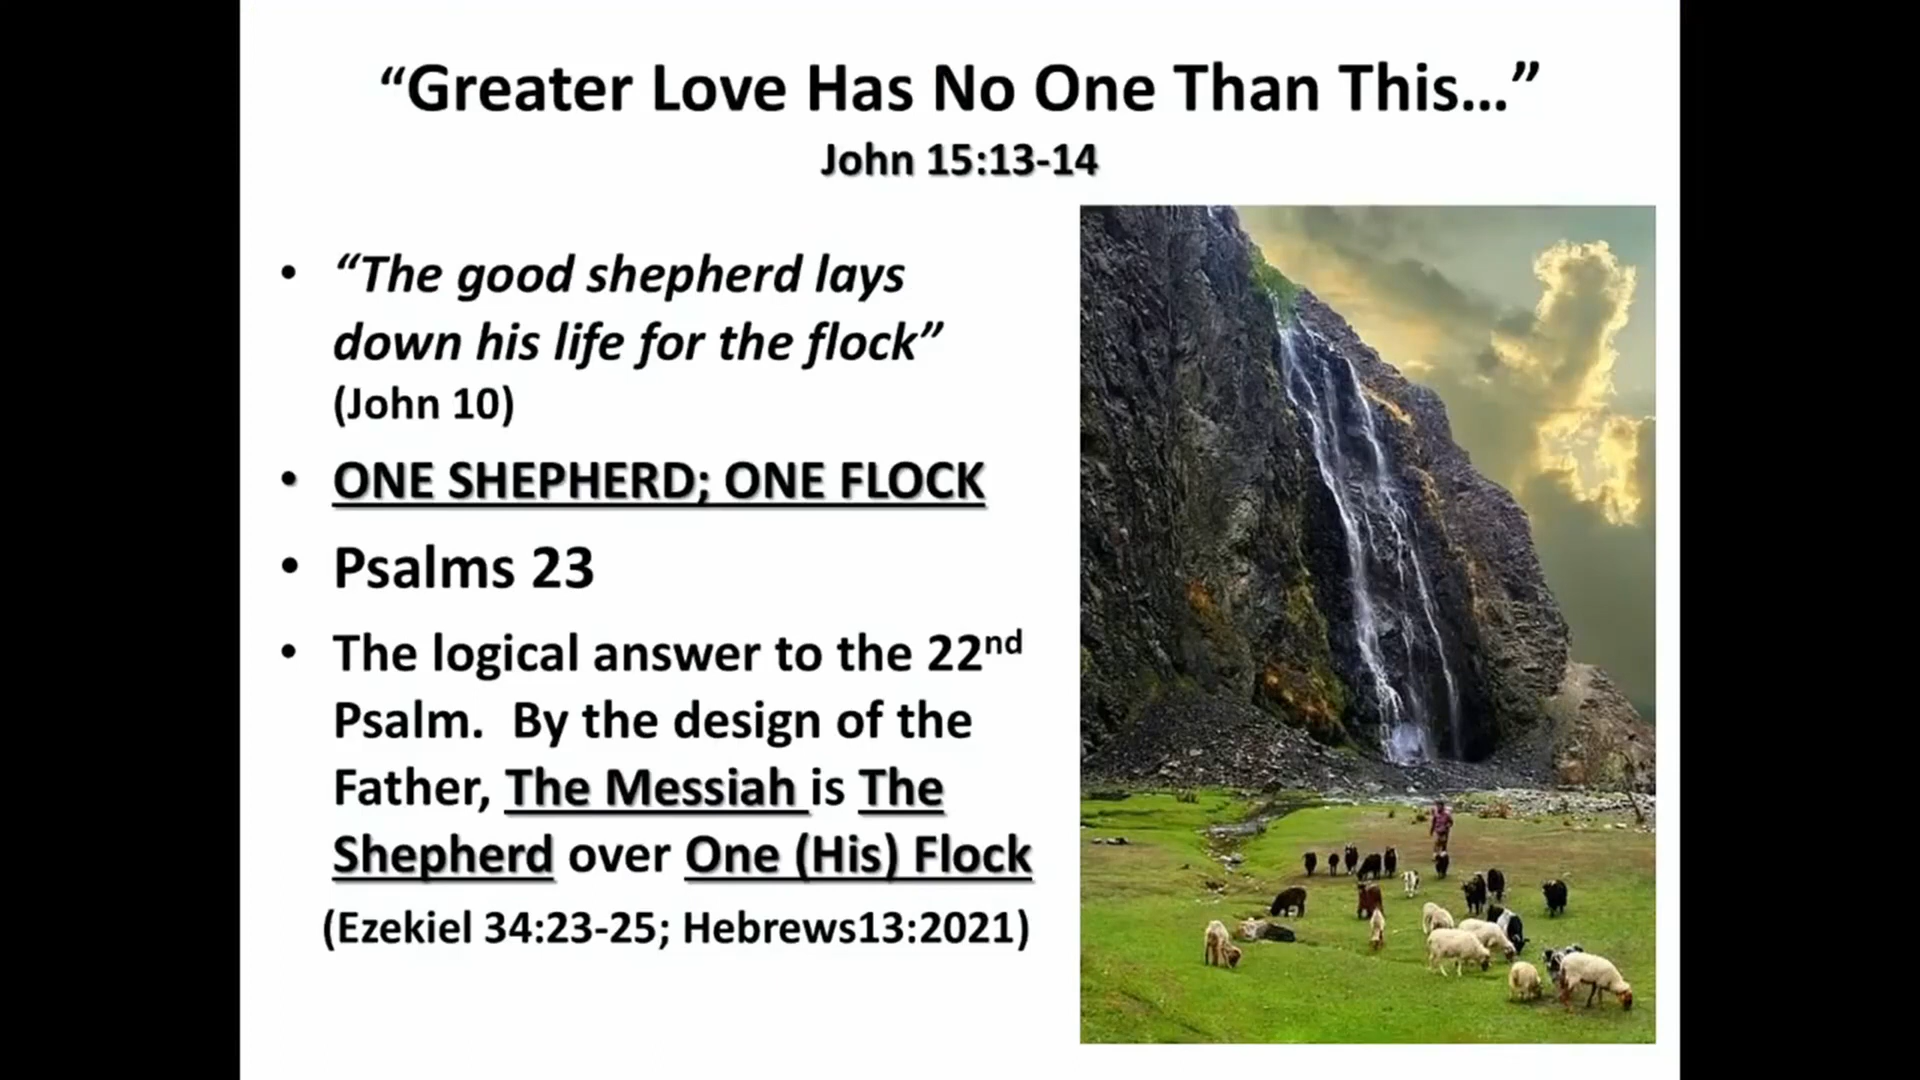 “Greater Love Has No One Than This...”
John 15:13-14
• “The good shepherd lays
down his life for the flock”
(John 10)
• ONE SHEPHERD; ONE FLOCK
• Psalms 23
• The logical answer to the 22nd
Psalm. By the design of the
Father, The Messiah is The
Shepherd over One (His) Flock
(Ezekiel 34:23-25; Hebrews13:2021)